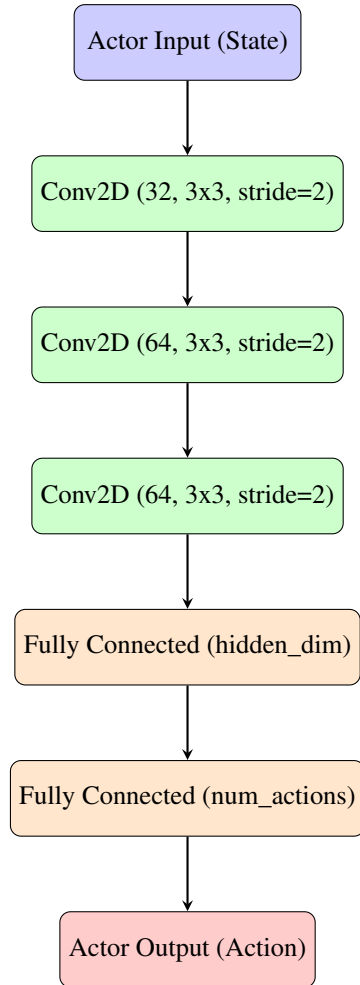 Actor Input (State)
Conv2D (32, 3x3, stride=2)
Conv2D (64, 3x3, stride=2)
Conv2D (64, 3x3, stride=2)
Fully Connected (hidden_dim)
Fully Connected (num_actions)
Actor Output (Action)